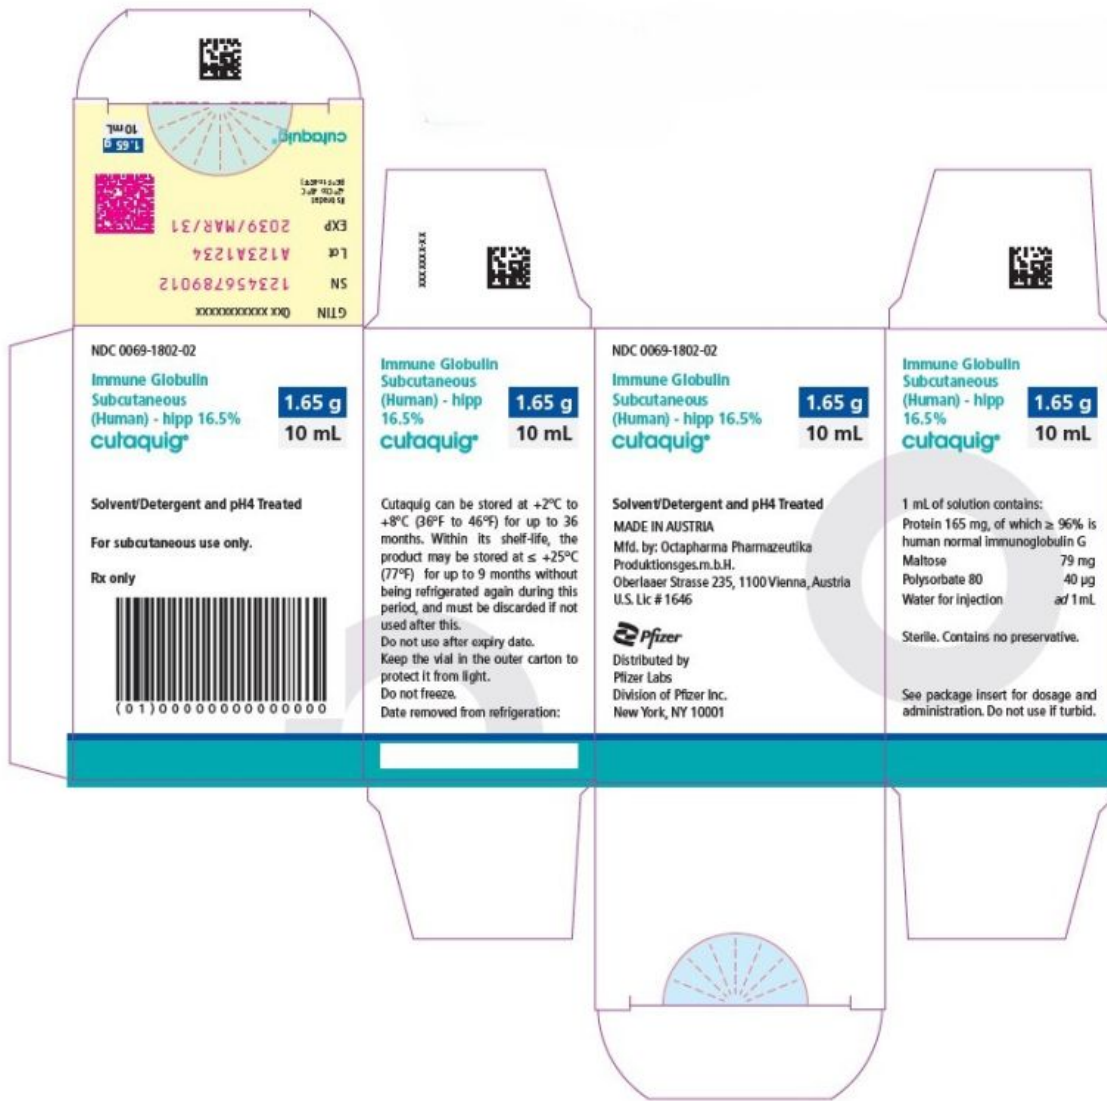 cutaquig®
1.65 g
10 mL
EXP 2039/MAR/31
Lot A123A1234
SN 123456789012
GTIN 0xx xxxxxxxxxxx
NDC 0069-1802-02
Immune Globulin
Subcutaneous
(Human) - hipp 16.5%
cutaquig®
1.65 g
10 mL
Solvent/Detergent and pH4 Treated
For subcutaneous use only.
Rx only
(01)00000000000000
Immune Globulin
Subcutaneous
(Human) - hipp
16.5%
cutaquig®
1.65 g
10 mL
Cutaquig can be stored at +2°C to
+8°C (36°F to 46°F) for up to 36
months. Within its shelf-life, the
product may be stored at ≤ +25°C
(77°F) for up to 9 months without
being refrigerated again during this
period, and must be discarded if not
used after this.
Do not use after expiry date.
Keep the vial in the outer carton to
protect it from light.
Do not freeze.
Date removed from refrigeration:
NDC 0069-1802-02
Immune Globulin
Subcutaneous
(Human) - hipp 16.5%
cutaquig®
1.65 g
10 mL
Solvent/Detergent and pH4 Treated
MADE IN AUSTRIA
Mfd. by: Octapharma Pharmazeutika
Produktionsges.m.b.H.
Oberlaaer Strasse 235, 1100 Vienna, Austria
U.S. Lic # 1646
Pfizer
Distributed by
Pfizer Labs
Division of Pfizer Inc.
New York, NY 10001
Immune Globulin
Subcutaneous
(Human) - hipp
16.5%
cutaquig®
1.65 g
10 mL
1 mL of solution contains:
Protein 165 mg, of which ≥ 96% is
human normal immunoglobulin G
Maltose 79 mg
Polysorbate 80 40 µg
Water for injection ad 1mL
Sterile. Contains no preservative.
See package insert for dosage and
administration. Do not use if turbid.